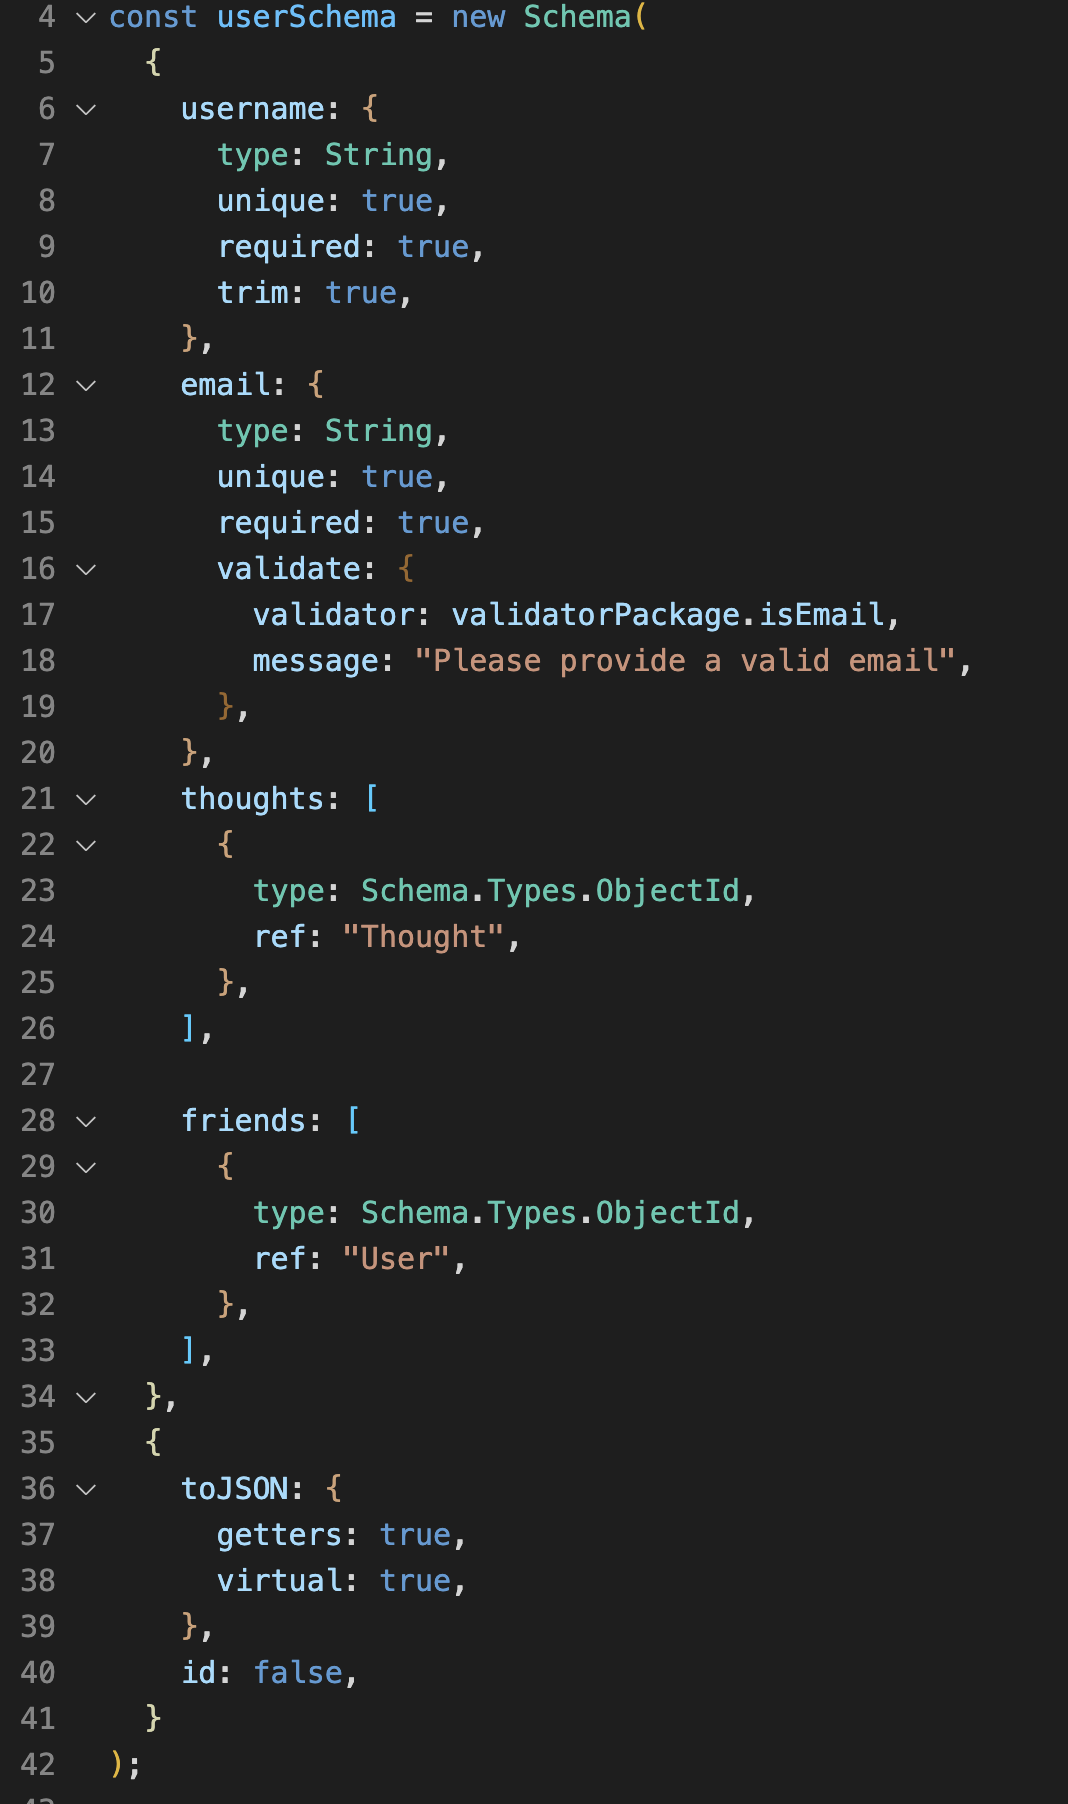 4 const userSchema = new Schema(
5 {
6 username: {
7 type: String,
8 unique: true,
9 required: true,
10 trim: true,
11 },
12 email: {
13 type: String,
14 unique: true,
15 required: true,
16 validate: {
17 validator: validatorPackage.isEmail,
18 message: "Please provide a valid email",
19 },
20 },
21 thoughts: [
22 {
23 type: Schema.Types.ObjectId,
24 ref: "Thought",
25 },
26 ],
27
28 friends: [
29 {
30 type: Schema.Types.ObjectId,
31 ref: "User",
32 },
33 ],
34 },
35 {
36 toJSON: {
37 getters: true,
38 virtual: true,
39 },
40 id: false,
41 }
42 );